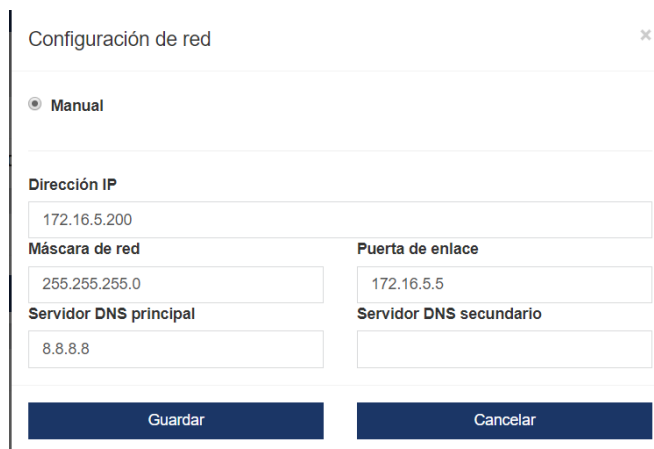 Configuración de red
×
Manual
Dirección IP
172.16.5.200
Máscara de red
Puerta de enlace
255.255.255.0
172.16.5.5
Servidor DNS principal
Servidor DNS secundario
8.8.8.8
Guardar
Cancelar